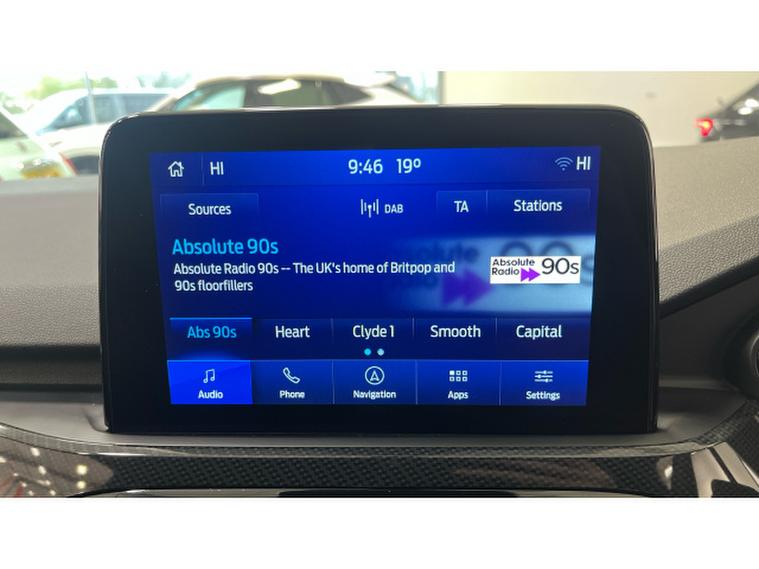 HI 9:46 19° HI
Sources DAB TA Stations
Absolute 90s
Absolute Radio 90s -- The UK's home of Britpop and
90s floorfillers
Absolute
Radio 90s
Abs 90s Heart Clyde 1 Smooth Capital
Audio Phone Navigation Apps Settings